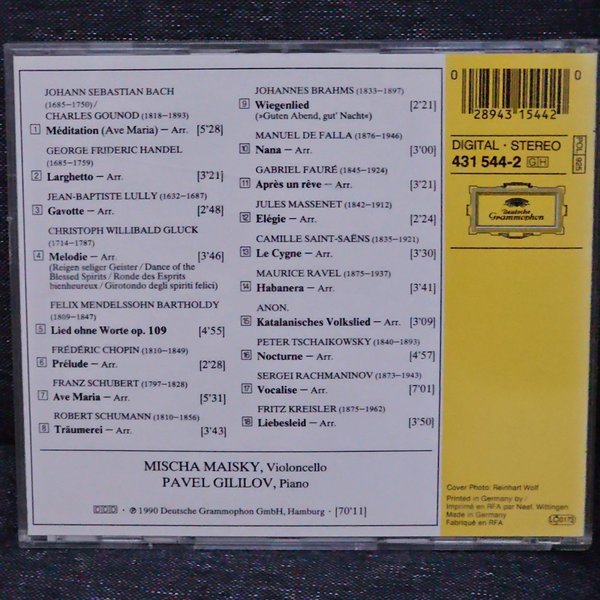 JOHANN SEBASTIAN BACH
(1685–1750) /
CHARLES GOUNOD (1818–1893)
1 Méditation (Ave Maria) – Arr. [5"28]
GEORGE FRIDERIC HANDEL
(1685–1759)
2 Larghetto – Arr. [3'21]
JEAN-BAPTISTE LULLY (1632–1687)
3 Gavotte – Arr. [2'48]
CHRISTOPH WILLIBALD GLUCK
(1714–1787)
4 Melodie – Arr. [3'46]
(Reigen seliger Geister / Dance of the
Blessed Spirits / Ronde des Esprits
bienheureux / Girotondo degli spiriti felici)
FELIX MENDELSSOHN BARTHOLDY
(1809–1847)
5 Lied ohne Worte op. 109 [4'55]
FRÉDÉRIC CHOPIN (1810–1849)
6 Prélude – Arr. [2'28]
FRANZ SCHUBERT (1797–1828)
7 Ave Maria – Arr. [5'31]
ROBERT SCHUMANN (1810–1856)
8 Träumerei – Arr. [3'43]
JOHANNES BRAHMS (1833–1897)
9 Wiegenlied [2'21]
(»Guten Abend, gut' Nacht«)
MANUEL DE FALLA (1876–1946)
10 Nana – Arr. [3'00]
GABRIEL FAURÉ (1845–1924)
11 Après un rêve – Arr. [3'21]
JULES MASSENET (1842–1912)
12 Elégie – Arr. [2'24]
CAMILLE SAINT-SAËNS (1835–1921)
13 Le Cygne – Arr. [3'30]
MAURICE RAVEL (1875–1937)
14 Habanera – Arr. [3'41]
ANON.
15 Katalanisches Volkslied – Arr. [3'09]
PETER TSCHAIKOWSKY (1840–1893)
16 Nocturne – Arr. [4'57]
SERGEI RACHMANINOV (1873–1943)
17 Vocalise – Arr. [7'01]
FRITZ KREISLER (1875–1962)
18 Liebesleid – Arr. [3'50]
MISCHA MAISKY, Violoncello
PAVEL GILILOV, Piano
DDD · ℗ 1990 Deutsche Grammophon GmbH, Hamburg · [70'11]
0 28943 15442 0
DIGITAL · STEREO
431 544-2 GH
POL. 925
Deutsche
Grammophon
Cover Photo: Reinhart Wolf
Printed in Germany by /
Imprimé en RFA par Neef, Wittingen
Made in Germany
Fabriqué en RFA
LC 0173